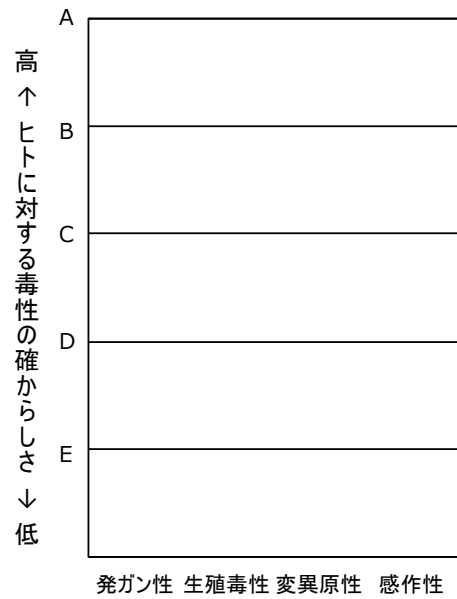 A
B
C
D
E
高 ↑ ヒトに対する毒性の確からしさ ↓ 低
発ガン性 生殖毒性 変異原性 感作性